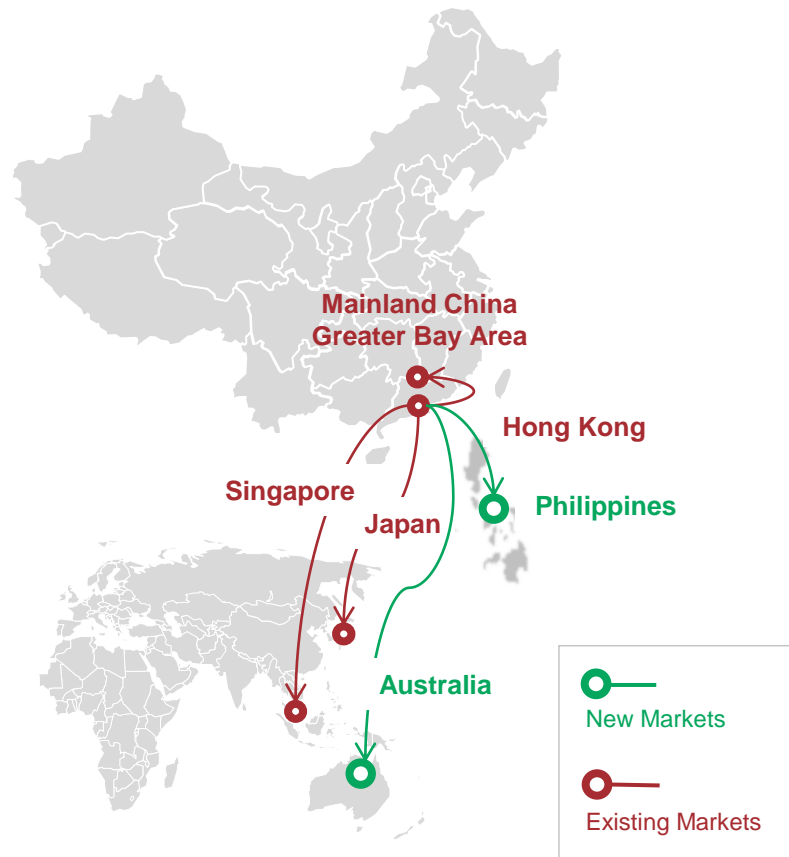 Mainland China
Greater Bay Area
Hong Kong
Singapore
Philippines
Japan
Australia
New Markets
Existing Markets